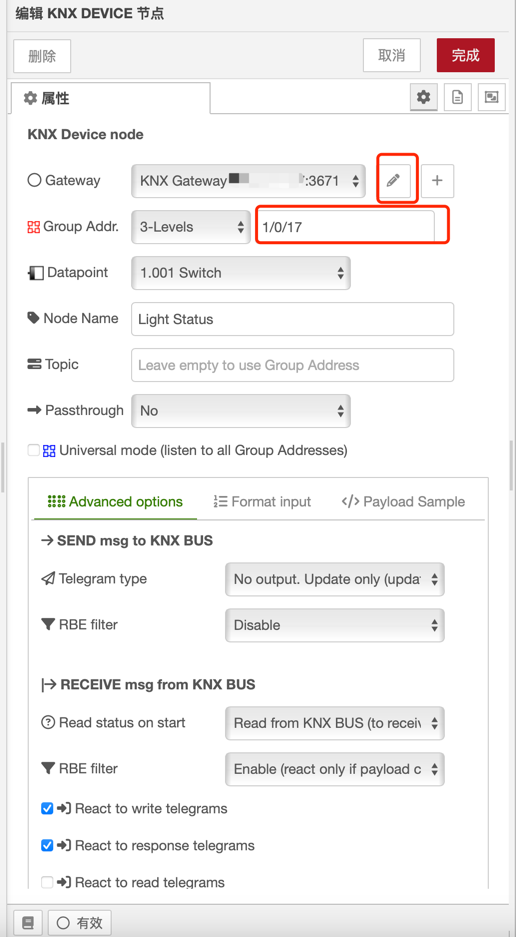 编辑 KNX DEVICE 节点
删除 取消 完成
属性
KNX Device node
Gateway KNX Gateway :3671
Group Addr. 3-Levels 1/0/17
Datapoint 1.001 Switch
Node Name Light Status
Topic Leave empty to use Group Address
Passthrough No
Universal mode (listen to all Group Addresses)
Advanced options Format input Payload Sample
SEND msg to KNX BUS
Telegram type No output. Update only (upda
RBE filter Disable
RECEIVE msg from KNX BUS
Read status on start Read from KNX BUS (to recei
RBE filter Enable (react only if payload c
React to write telegrams
React to response telegrams
React to read telegrams
有效